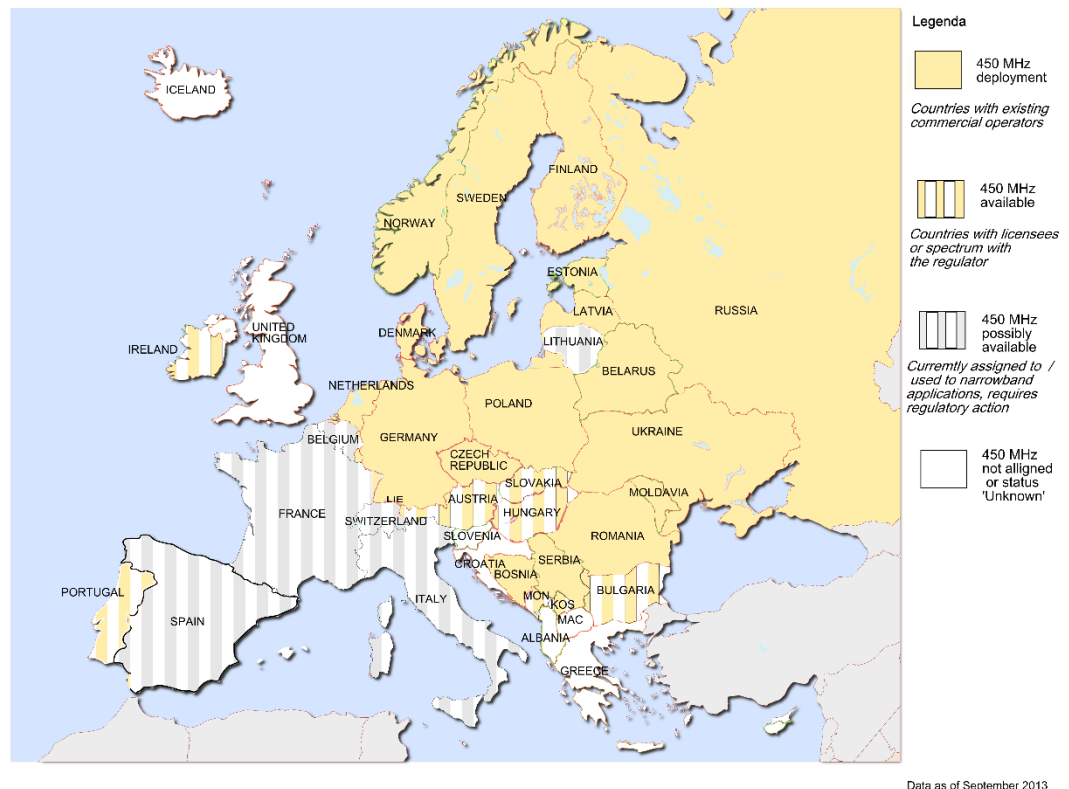 Legenda
450 MHz
deployment
Countries with existing
commercial operators
450 MHz
available
Countries with licensees
or spectrum with
the regulator
450 MHz
possibly
available
Curremtly assigned to /
used to narrowband
applications, requires
regulatory action
450 MHz
not alligned
or status
'Unknown'
ICELAND
FINLAND
SWEDEN
NORWAY
ESTONIA
RUSSIA
LATVIA
UNITED
KINGDOM
DENMARK
LITHUANIA
IRELAND
BELARUS
NETHERLANDS
POLAND
UKRAINE
BELGIUM
GERMANY
CZECH
REPUBLIC
SLOVAKIA
MOLDAVIA
LIE
AUSTRIA
HUNGARY
FRANCE
SWITZERLAND
SLOVENIA
ROMANIA
CROATIA
SERBIA
BOSNIA
PORTUGAL
BULGARIA
MON
KOS
ITALY
SPAIN
MAC
ALBANIA
GREECE
Data as of September 2013